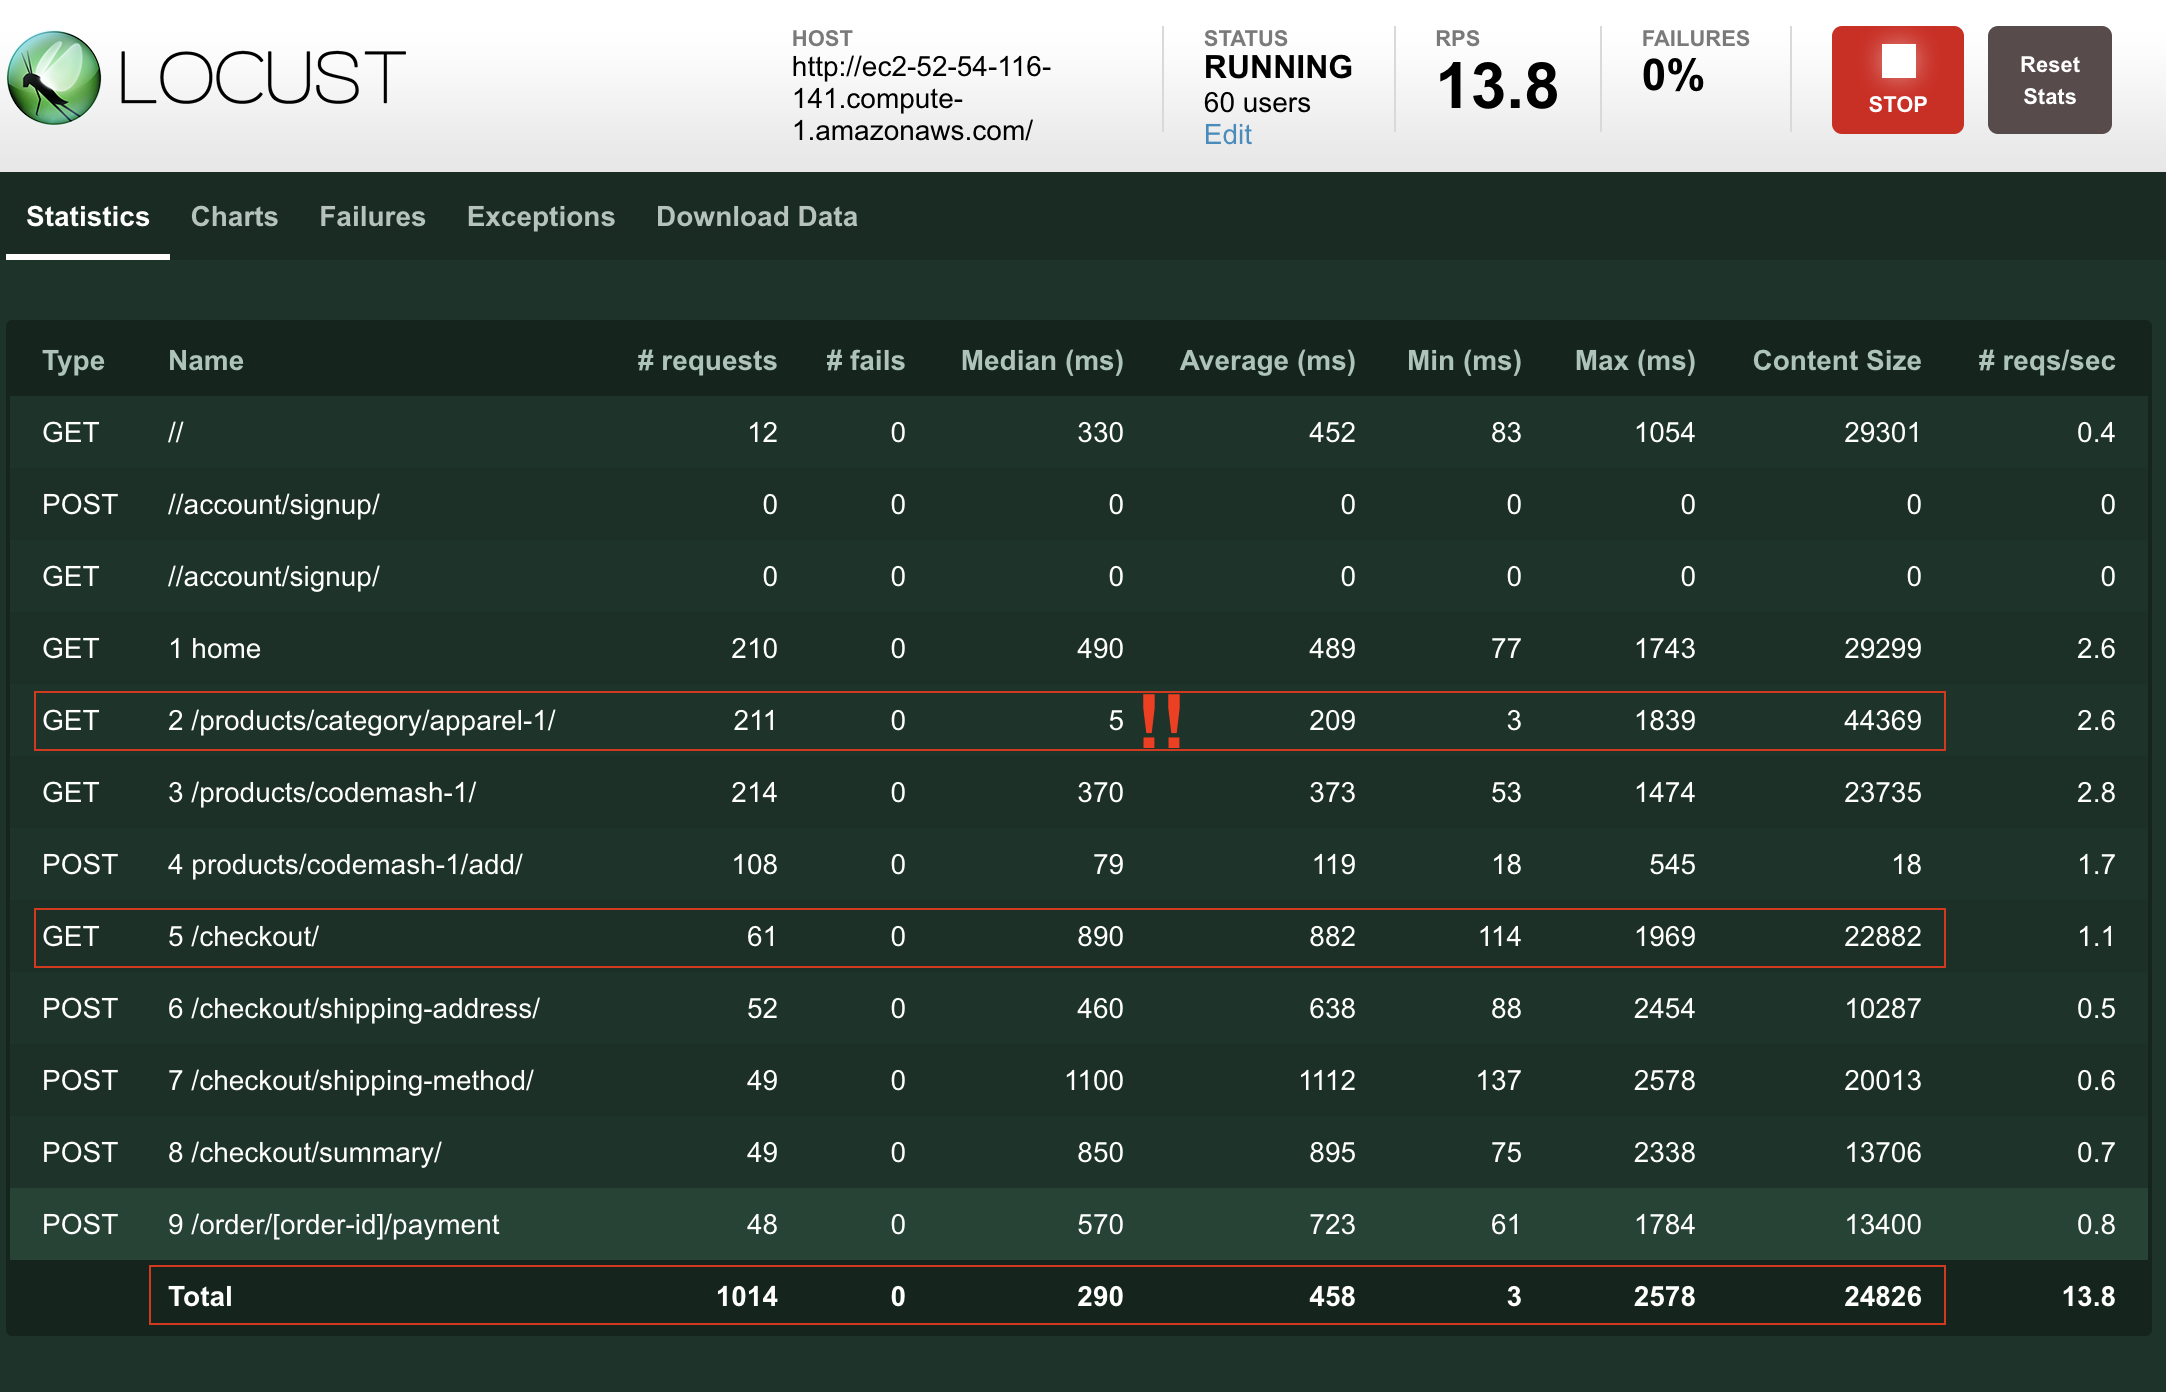 LOCUST
HOST
http://ec2-52-54-116-
141.compute-
1.amazonaws.com/
STATUS
RUNNING
60 users
Edit
RPS
13.8
FAILURES
0%
STOP
Reset
Stats
Statistics Charts Failures Exceptions Download Data
Type Name # requests # fails Median (ms) Average (ms) Min (ms) Max (ms) Content Size # reqs/sec
GET // 12 0 330 452 83 1054 29301 0.4
POST //account/signup/ 0 0 0 0 0 0 0 0
GET //account/signup/ 0 0 0 0 0 0 0 0
GET 1 home 210 0 490 489 77 1743 29299 2.6
GET 2 /products/category/apparel-1/ 211 0 5 !! 209 3 1839 44369 2.6
GET 3 /products/codemash-1/ 214 0 370 373 53 1474 23735 2.8
POST 4 products/codemash-1/add/ 108 0 79 119 18 545 18 1.7
GET 5 /checkout/ 61 0 890 882 114 1969 22882 1.1
POST 6 /checkout/shipping-address/ 52 0 460 638 88 2454 10287 0.5
POST 7 /checkout/shipping-method/ 49 0 1100 1112 137 2578 20013 0.6
POST 8 /checkout/summary/ 49 0 850 895 75 2338 13706 0.7
POST 9 /order/[order-id]/payment 48 0 570 723 61 1784 13400 0.8
Total 1014 0 290 458 3 2578 24826 13.8